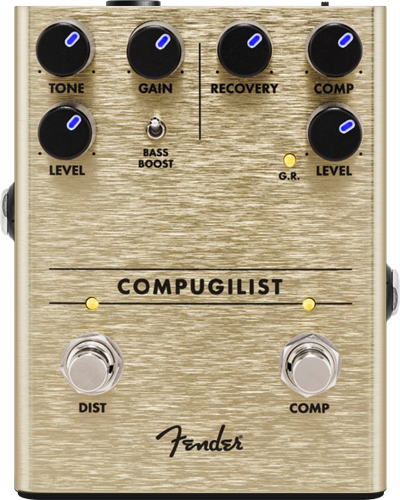 TONE GAIN RECOVERY COMP
LEVEL BASS BOOST G.R. LEVEL
COMPUGILIST
DIST COMP
Fender